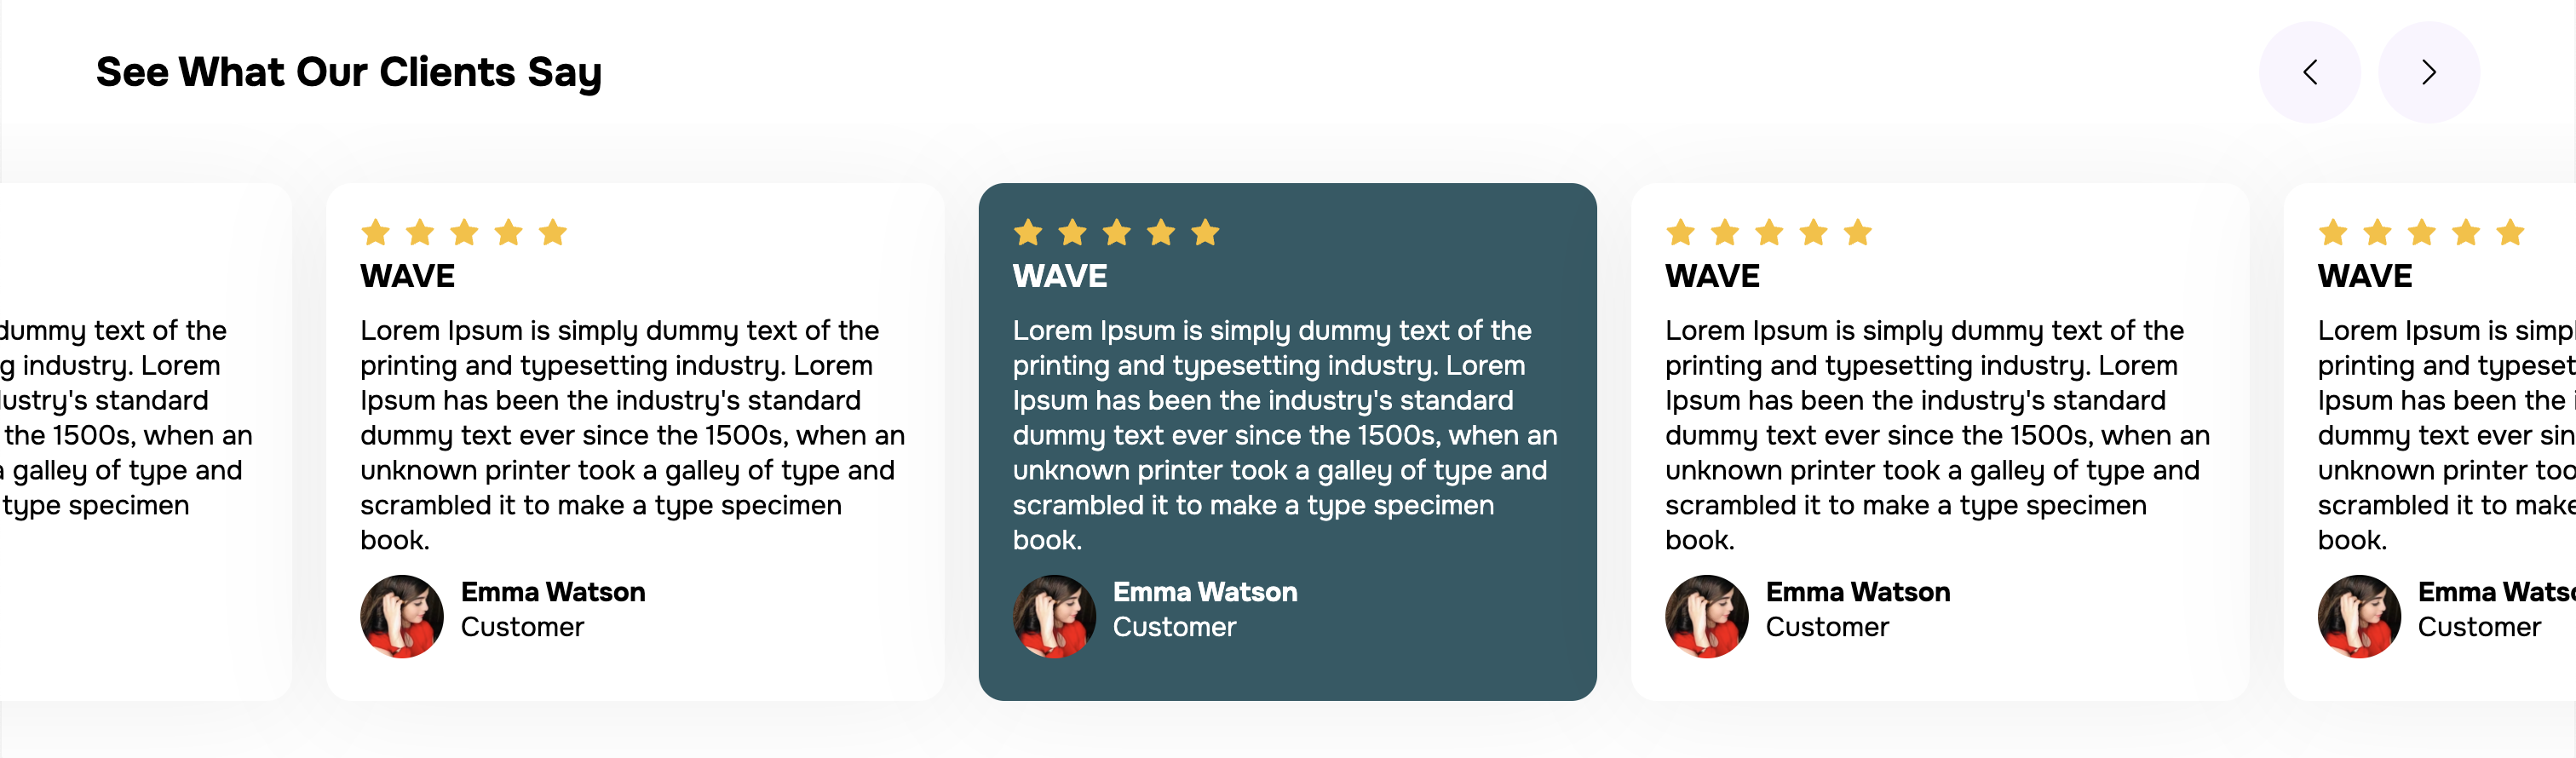 See What Our Clients Say
dummy text of the
g industry. Lorem
dustry's standard
the 1500s, when an
a galley of type and
type specimen
WAVE
Lorem Ipsum is simply dummy text of the
printing and typesetting industry. Lorem
Ipsum has been the industry's standard
dummy text ever since the 1500s, when an
unknown printer took a galley of type and
scrambled it to make a type specimen
book.
Emma Watson
Customer
WAVE
Lorem Ipsum is simply dummy text of the
printing and typesetting industry. Lorem
Ipsum has been the industry's standard
dummy text ever since the 1500s, when an
unknown printer took a galley of type and
scrambled it to make a type specimen
book.
Emma Watson
Customer
WAVE
Lorem Ipsum is simply dummy text of the
printing and typesetting industry. Lorem
Ipsum has been the industry's standard
dummy text ever since the 1500s, when an
unknown printer took a galley of type and
scrambled it to make a type specimen
book.
Emma Watson
Customer
WAVE
Lorem Ipsum is simpl
printing and typeset
Ipsum has been the i
dummy text ever sin
unknown printer too
scrambled it to make
book.
Emma Watso
Customer